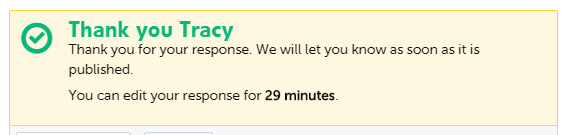 Thank you Tracy
Thank you for your response. We will let you know as soon as it is
published.
You can edit your response for 29 minutes.